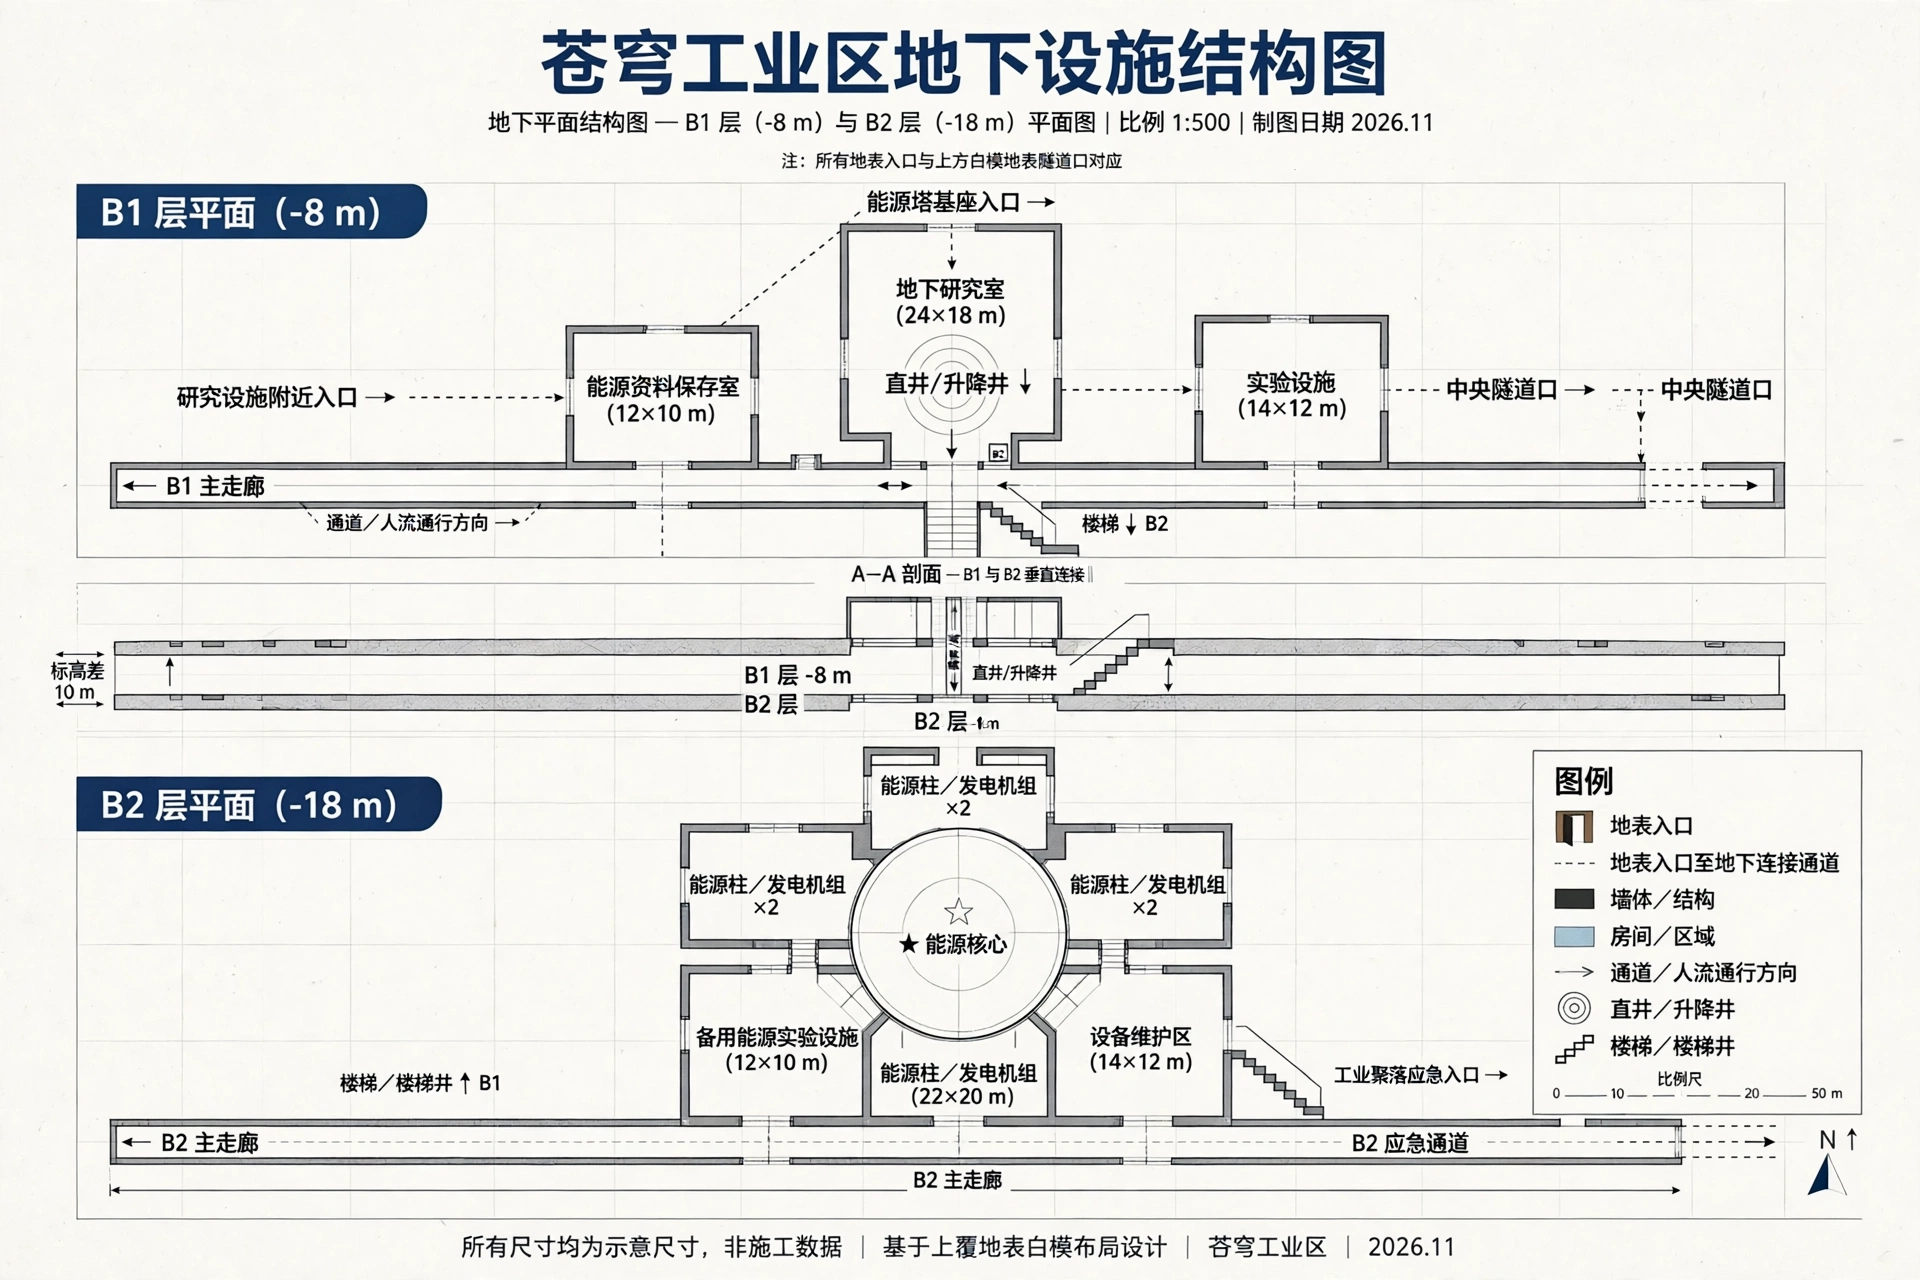 苍穹工业区地下设施结构图
地下平面结构图 — B1 层（-8 m）与 B2 层（-18 m）平面图 | 比例 1:500 | 制图日期 2026.11
注：所有地表入口与上方白模地表隧道口对应
B1 层平面（-8 m）
能源塔基座入口 →
地下研究室
(24×18 m)
直井/升降井 ↓
研究设施附近入口 →
能源资料保存室
(12×10 m)
实验设施
(14×12 m)
中央隧道口 →
中央隧道口
B2
← B1 主走廊
通道／人流通行方向 →
楼梯 ↓ B2
A—A 剖面 — B1 与 B2 垂直连接
标高差
10 m
B1 层 -8 m
直井/升降井
B2 层
B2 层
B2 层平面（-18 m）
能源柱／发电机组
×2
能源柱／发电机组
×2
能源柱／发电机组
×2
★ 能源核心
备用能源实验设施
(12×10 m)
设备维护区
(14×12 m)
能源柱／发电机组
(22×20 m)
楼梯／楼梯井 ↑ B1
工业聚落应急入口 →
← B2 主走廊
B2 应急通道
B2 主走廊
图例
地表入口
地表入口至地下连接通道
墙体／结构
房间／区域
通道／人流通行方向
直井／升降井
楼梯／楼梯井
比例尺
0 10 20 50 m
N ↑
所有尺寸均为示意尺寸，非施工数据 | 基于上覆地表白模布局设计 | 苍穹工业区 | 2026.11